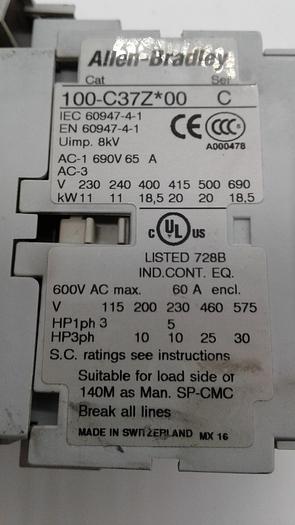 Allen-Bradley
Cat Ser
100-C37Z*00 C
IEC 60947-4-1
EN 60947-4-1
Uimp. 8kV
CE CCC
A000478
AC-1 690V 65 A
AC-3
V 230 240 400 415 500 690
kW 11 11 18,5 20 20 18,5
c UL US
LISTED 728B
IND.CONT. EQ.
600V AC max. 60 A encl.
V 115 200 230 460 575
HP1ph 3 5
HP3ph 10 10 25 30
S.C. ratings see instructions
Suitable for load side of
140M as Man. SP-CMC
Break all lines
MADE IN SWITZERLAND MX 16